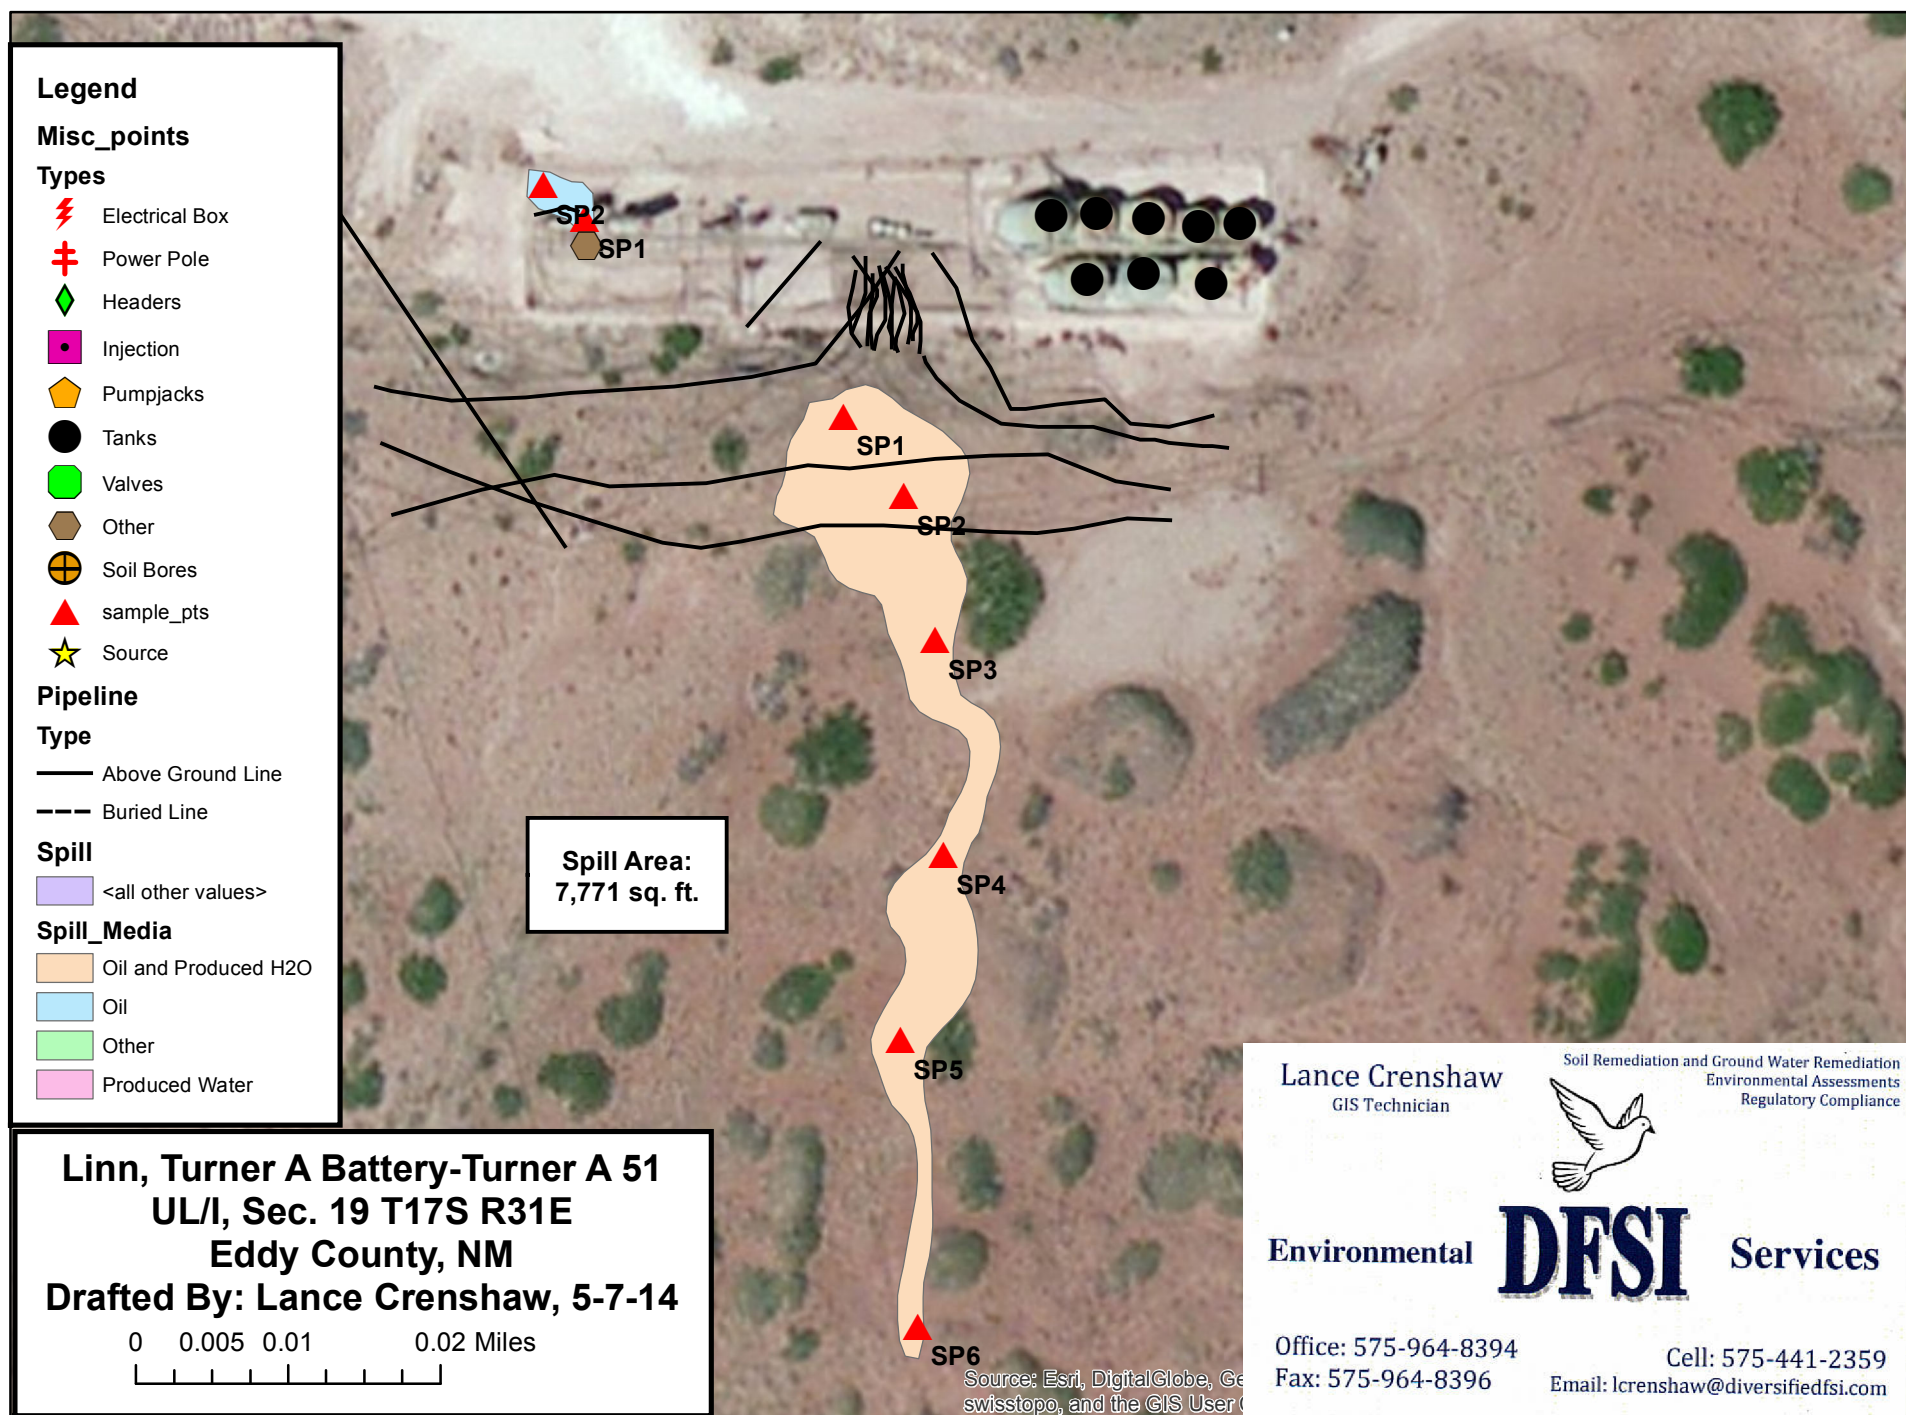 Legend
Misc_points
Types
Electrical Box
Power Pole
Headers
Injection
Pumpjacks
Tanks
Valves
Other
Soil Bores
sample_pts
Source
Pipeline
Type
Above Ground Line
Buried Line
Spill
<all other values>
Spill_Media
Oil and Produced H2O
Oil
Other
Produced Water
SP2
SP1
SP1
SP2
SP3
SP4
SP5
SP6
Spill Area:
7,771 sq. ft.
Linn, Turner A Battery-Turner A 51
UL/I, Sec. 19 T17S R31E
Eddy County, NM
Drafted By: Lance Crenshaw, 5-7-14
0 0.005 0.01 0.02 Miles
Source: Esri, DigitalGlobe,
swisstopo, and the GIS User
Lance Crenshaw
GIS Technician
Soil Remediation and Ground Water Remediation
Environmental Assessments
Regulatory Compliance
Environmental DFSI Services
Office: 575-964-8394
Fax: 575-964-8396
Cell: 575-441-2359
Email: lcrenshaw@diversifiedfsi.com